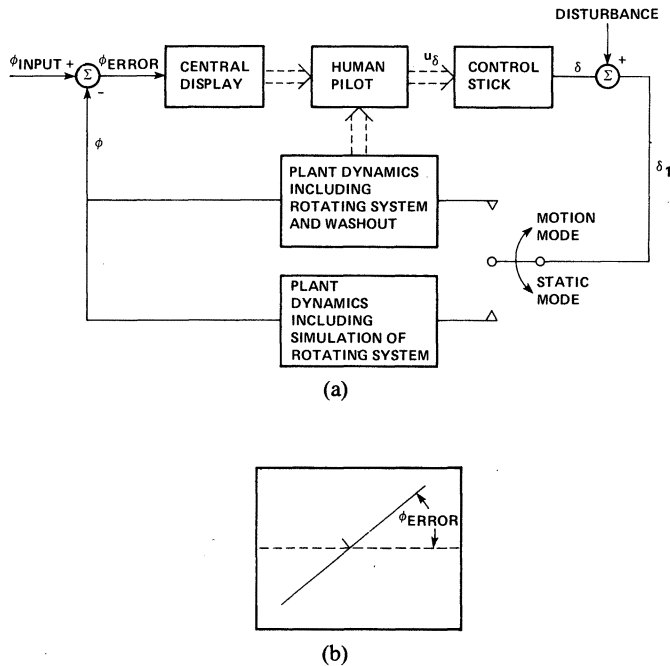 DISTURBANCE
ϕINPUT +
Σ
ϕERROR
-
CENTRAL
DISPLAY
HUMAN
PILOT
uδ
CONTROL
STICK
δ
Σ
+
ϕ
δ1
PLANT DYNAMICS
INCLUDING
ROTATING SYSTEM
AND WASHOUT
MOTION
MODE
STATIC
MODE
PLANT
DYNAMICS
INCLUDING
SIMULATION OF
ROTATING SYSTEM
(a)
ϕERROR
(b)